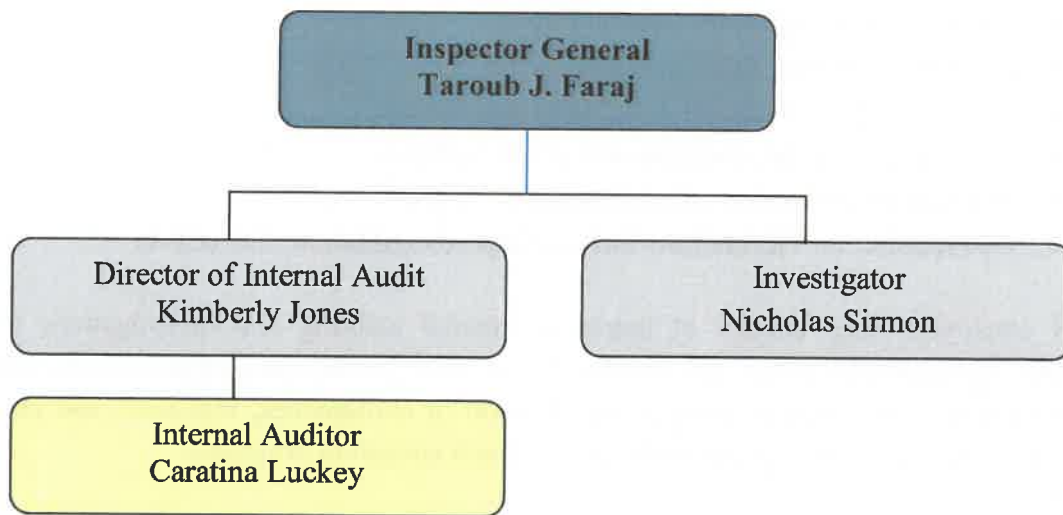 Inspector General
Taroub J. Faraj
Director of Internal Audit
Kimberly Jones
Investigator
Nicholas Sirmon
Internal Auditor
Caratina Luckey